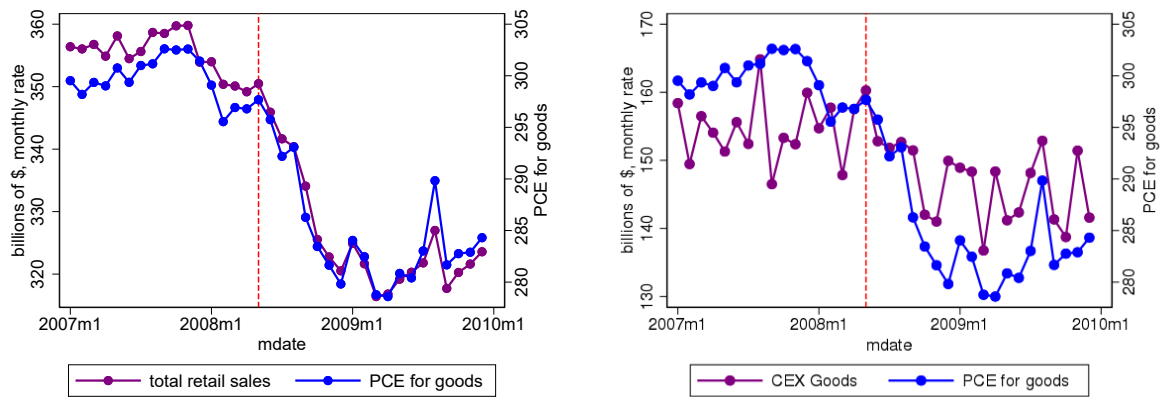 billions of $, monthly rate
360
350
340
330
320
305
300
295
290
285
280
PCE for goods
2007m1 2008m1 2009m1 2010m1
mdate
total retail sales PCE for goods
billions of $, monthly rate
170
160
150
140
130
305
300
295
290
285
280
PCE for goods
2007m1 2008m1 2009m1 2010m1
mdate
CEX Goods PCE for goods